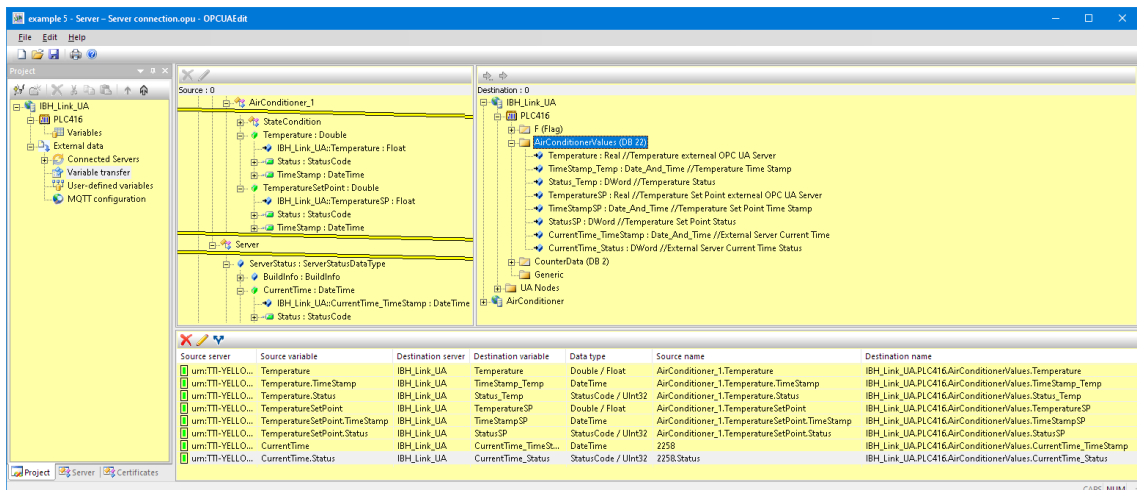 example 5 - Server – Server connection.opu - OPCUAEdit
File Edit Help
Project
IBH_Link_UA
PLC416
Variables
External data
Connected Servers
Variable transfer
User-defined variables
MQTT configuration
Project Server Certificates
Source : 0
AirConditioner_1
StateCondition
Temperature : Double
IBH_Link_UA::Temperature : Float
Status : StatusCode
TimeStamp : DateTime
TemperatureSetPoint : Double
IBH_Link_UA::TemperatureSP : Float
Status : StatusCode
TimeStamp : DateTime
Server
ServerStatus : ServerStatusDataType
BuildInfo : BuildInfo
CurrentTime : DateTime
IBH_Link_UA::CurrentTime_TimeStamp : DateTime
Status : StatusCode
Destination : 0
IBH_Link_UA
PLC416
F (Flag)
AirConditionerValues (DB 22)
Temperature : Real //Temperature externeal OPC UA Server
TimeStamp_Temp : Date_And_Time //Temperature Time Stamp
Status_Temp : DWord //Temperature Status
TemperatureSP : Real //Temperature Set Point externeal OPC UA Server
TimeStampSP : Date_And_Time //Temperature Set Point Time Stamp
StatusSP : DWord //Temperature Set Point Status
CurrentTime_TimeStamp : Date_And_Time //External Server Current Time
CurrentTime_Status : DWord //External Server Current Time Status
CounterData (DB 2)
Generic
UA Nodes
AirConditioner
Source server Source variable Destination server Destination variable Data type Source name Destination name
urn:TTI-YELLO... Temperature IBH_Link_UA Temperature Double / Float AirConditioner_1.Temperature IBH_Link_UA.PLC416.AirConditionerValues.Temperature
urn:TTI-YELLO... Temperature.TimeStamp IBH_Link_UA TimeStamp_Temp DateTime AirConditioner_1.Temperature.TimeStamp IBH_Link_UA.PLC416.AirConditionerValues.TimeStamp_Temp
urn:TTI-YELLO... Temperature.Status IBH_Link_UA Status_Temp StatusCode / UInt32 AirConditioner_1.Temperature.Status IBH_Link_UA.PLC416.AirConditionerValues.Status_Temp
urn:TTI-YELLO... TemperatureSetPoint IBH_Link_UA TemperatureSP Double / Float AirConditioner_1.TemperatureSetPoint IBH_Link_UA.PLC416.AirConditionerValues.TemperatureSP
urn:TTI-YELLO... TemperatureSetPoint.TimeStamp IBH_Link_UA TimeStampSP DateTime AirConditioner_1.TemperatureSetPoint.TimeStamp IBH_Link_UA.PLC416.AirConditionerValues.TimeStampSP
urn:TTI-YELLO... TemperatureSetPoint.Status IBH_Link_UA StatusSP StatusCode / UInt32 AirConditioner_1.TemperatureSetPoint.Status IBH_Link_UA.PLC416.AirConditionerValues.StatusSP
urn:TTI-YELLO... CurrentTime IBH_Link_UA CurrentTime_TimeSt... DateTime 2258 IBH_Link_UA.PLC416.AirConditionerValues.CurrentTime_TimeStamp
urn:TTI-YELLO... CurrentTime.Status IBH_Link_UA CurrentTime_Status StatusCode / UInt32 2258.Status IBH_Link_UA.PLC416.AirConditionerValues.CurrentTime_Status
CAPS NUM